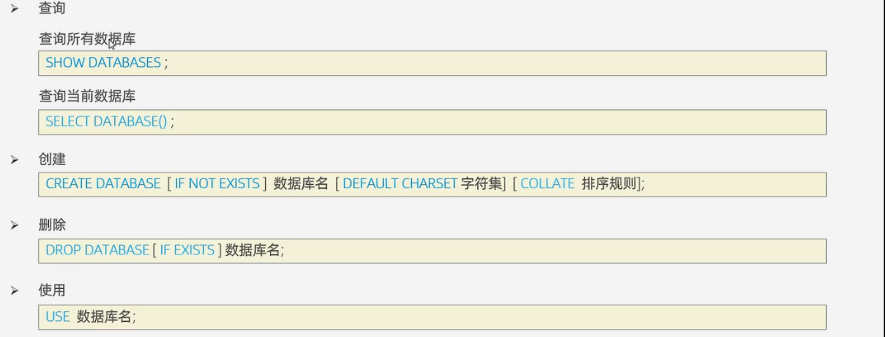 查询
查询所有数据库
SHOW DATABASES ;
查询当前数据库
SELECT DATABASE() ;
创建
CREATE DATABASE [ IF NOT EXISTS ] 数据库名 [ DEFAULT CHARSET 字符集] [ COLLATE 排序规则];
删除
DROP DATABASE [ IF EXISTS ] 数据库名;
使用
USE 数据库名;